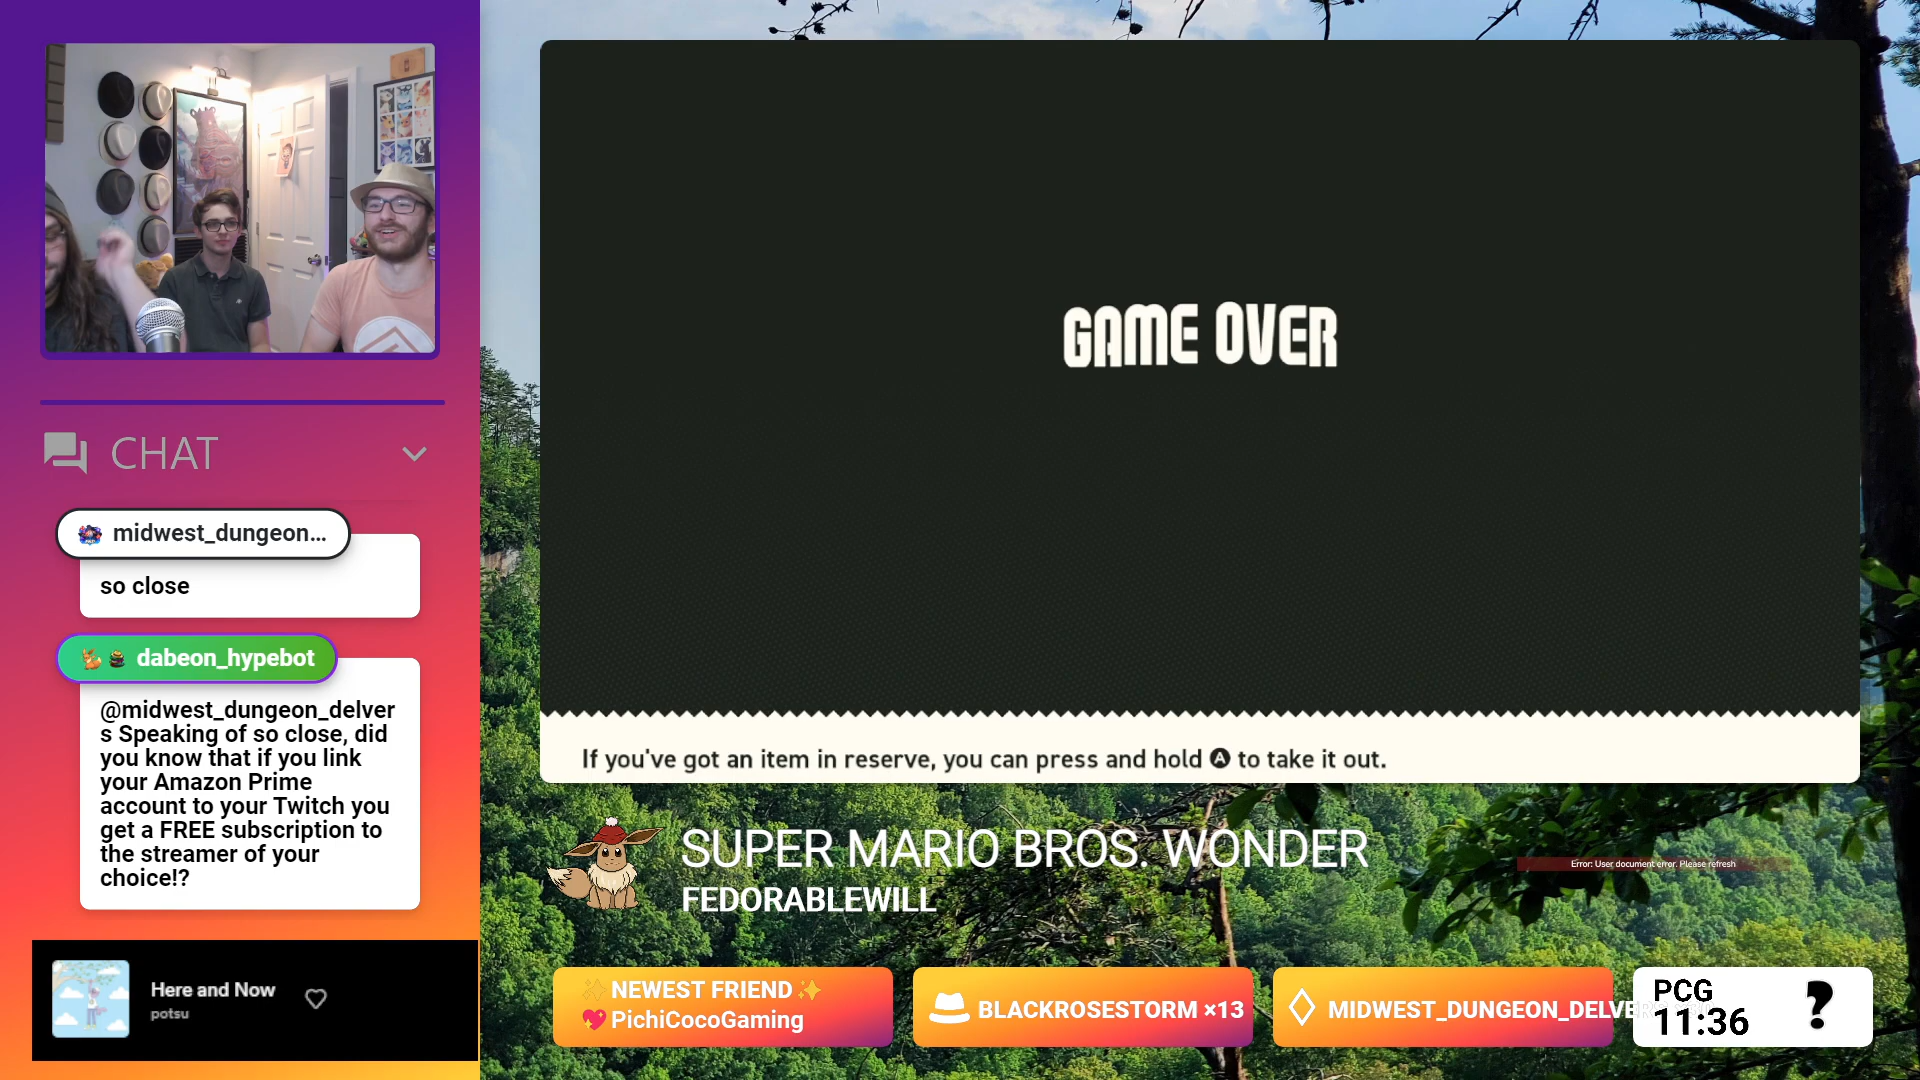 CHAT
midwest_dungeon...
so close
dabeon_hypebot
@midwest_dungeon_delver
s Speaking of so close, did
you know that if you link
your Amazon Prime
account to your Twitch you
get a FREE subscription to
the streamer of your
choice!?
Here and Now
potsu
GAME OVER
If you've got an item in reserve, you can press and hold A to take it out.
SUPER MARIO BROS. WONDER
FEDORABLEWILL
Error: User document error. Please refresh
NEWEST FRIEND
PichiCocoGaming
BLACKROSESTORM ×13
MIDWEST_DUNGEON_DELVE
PCG
11:36
?